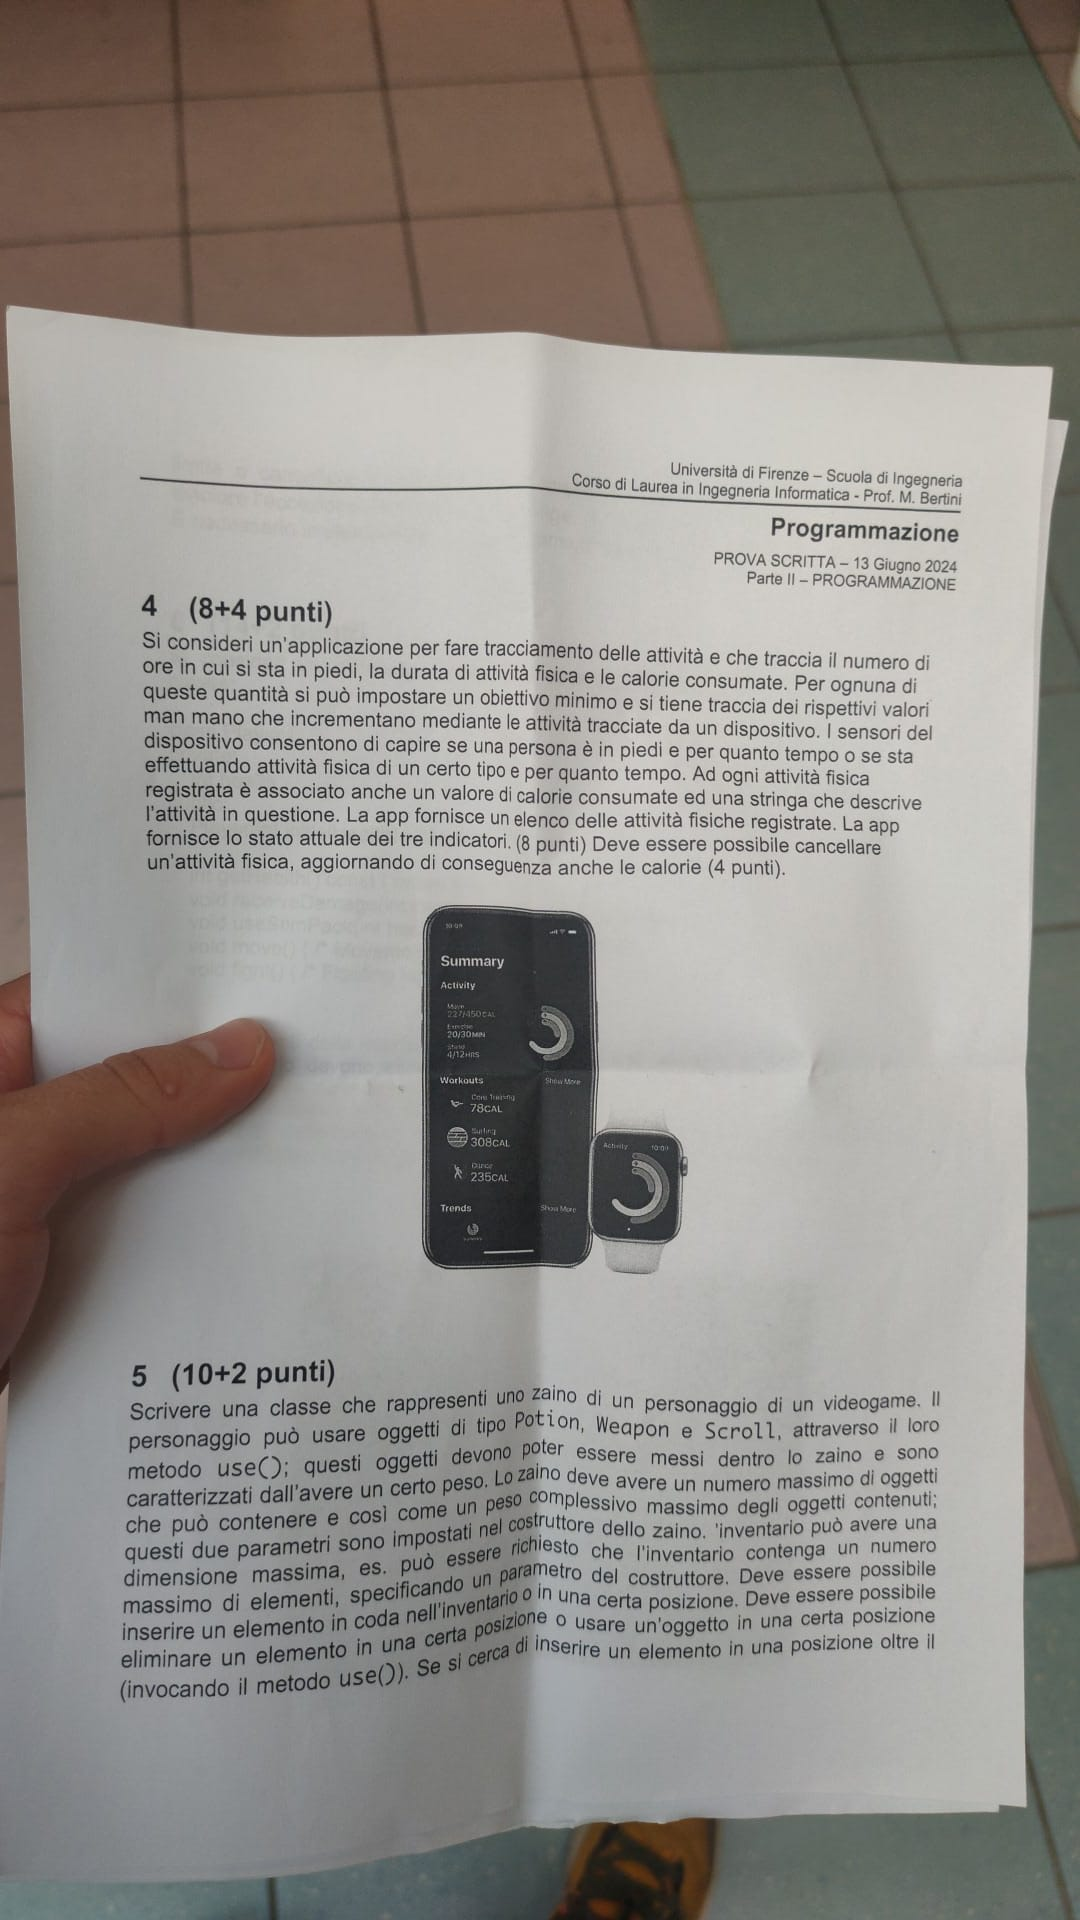 Università di Firenze – Scuola di Ingegneria
Corso di Laurea in Ingegneria Informatica - Prof. M. Bertini
Programmazione
PROVA SCRITTA – 13 Giugno 2024
Parte II – PROGRAMMAZIONE
4 (8+4 punti)
Si consideri un'applicazione per fare tracciamento delle attività e che traccia il numero di
ore in cui si sta in piedi, la durata di attività fisica e le calorie consumate. Per ognuna di
queste quantità si può impostare un obiettivo minimo e si tiene traccia dei rispettivi valori
man mano che incrementano mediante le attività tracciate da un dispositivo. I sensori del
dispositivo consentono di capire se una persona è in piedi e per quanto tempo o se sta
effettuando attività fisica di un certo tipo e per quanto tempo. Ad ogni attività fisica
registrata è associato anche un valore di calorie consumate ed una stringa che descrive
l'attività in questione. La app fornisce un elenco delle attività fisiche registrate. La app
fornisce lo stato attuale dei tre indicatori. (8 punti) Deve essere possibile cancellare
un'attività fisica, aggiornando di conseguenza anche le calorie (4 punti).
10:09
Summary
Activity
Move
227/450CAL
Exercise
20/30MIN
Stand
4/12HRS
Workouts Show More
Core Training
78CAL
Surfing
308CAL
Dance
235CAL
Trends Show More
Activity 10:09
5 (10+2 punti)
Scrivere una classe che rappresenti uno zaino di un personaggio di un videogame. Il
personaggio può usare oggetti di tipo Potion, Weapon e Scroll, attraverso il loro
metodo use(); questi oggetti devono poter essere messi dentro lo zaino e sono
caratterizzati dall'avere un certo peso. Lo zaino deve avere un numero massimo di oggetti
che può contenere e così come un peso complessivo massimo degli oggetti contenuti;
questi due parametri sono impostati nel costruttore dello zaino. 'inventario può avere una
dimensione massima, es. può essere richiesto che l'inventario contenga un numero
massimo di elementi, specificando un parametro del costruttore. Deve essere possibile
inserire un elemento in coda nell'inventario o in una certa posizione. Deve essere possibile
eliminare un elemento in una certa posizione o usare un'oggetto in una certa posizione
(invocando il metodo use()). Se si cerca di inserire un elemento in una posizione oltre il